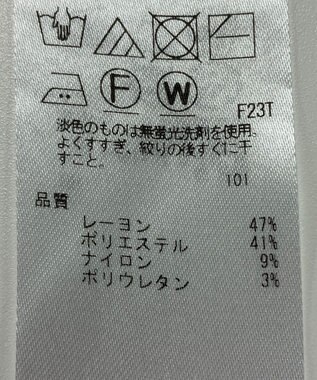 F W
F23T
淡色のものは無蛍光洗剤を使用。
よくすすぎ、絞りの後すぐに干
すこと。
101
品質
レーヨン 47%
ポリエステル 41%
ナイロン 9%
ポリウレタン 3%